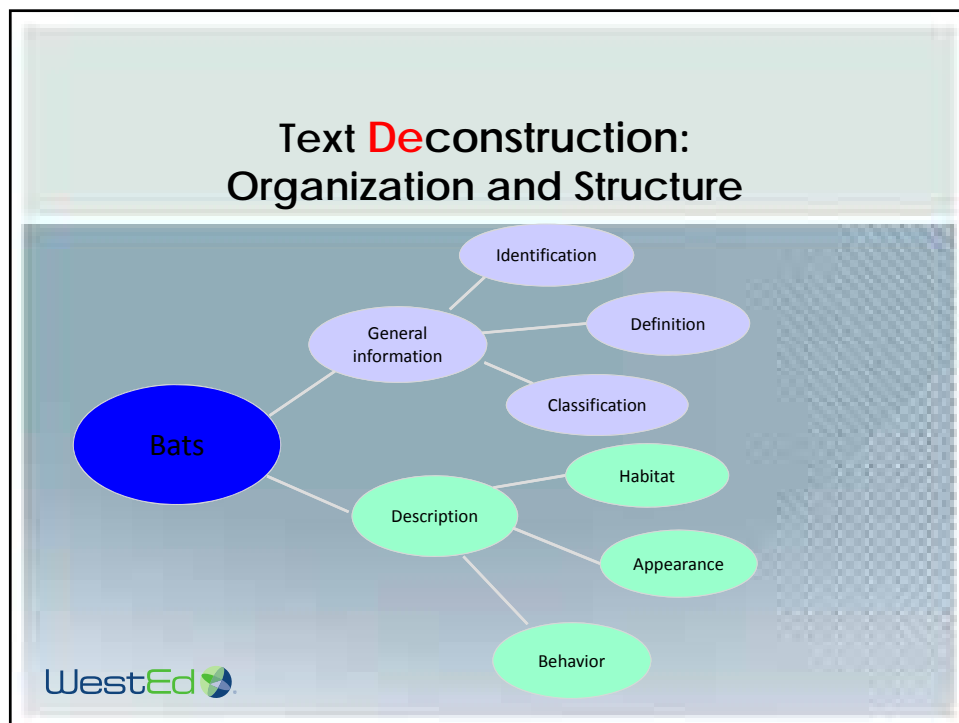 Text Deconstruction:
Organization and Structure
Identification
General
information
Definition
Classification
Bats
Habitat
Description
Appearance
Behavior
WestEd